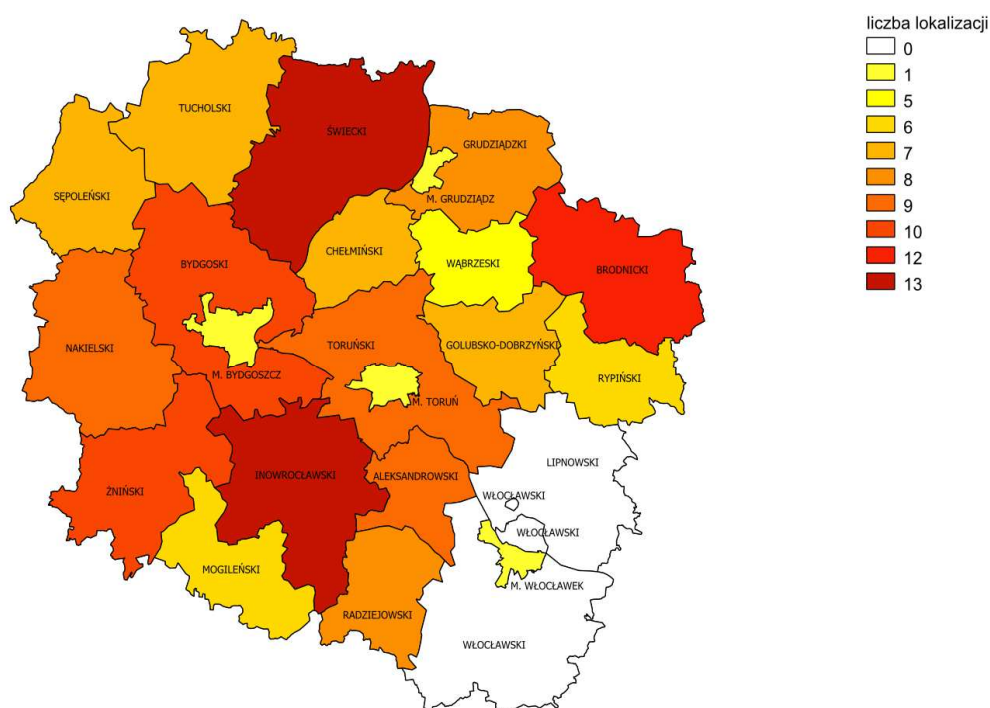 liczba lokalizacji
0
1
5
6
7
8
9
10
12
13
TUCHOLSKI
ŚWIECKI
GRUDZIĄDZKI
SĘPOLEŃSKI
M. GRUDZIĄDZ
CHEŁMIŃSKI
BYDGOSKI
WĄBRZESKI
BRODNICKI
NAKIELSKI
TORUŃSKI
GOLUBSKO-DOBRZYŃSKI
M. BYDGOSZCZ
RYPIŃSKI
M. TORUŃ
LIPNOWSKI
INOWROCŁAWSKI
ALEKSANDROWSKI
ŻNIŃSKI
WŁOCŁAWSKI
WŁOCŁAWSKI
MOGILEŃSKI
M. WŁOCŁAWEK
RADZIEJOWSKI
WŁOCŁAWSKI